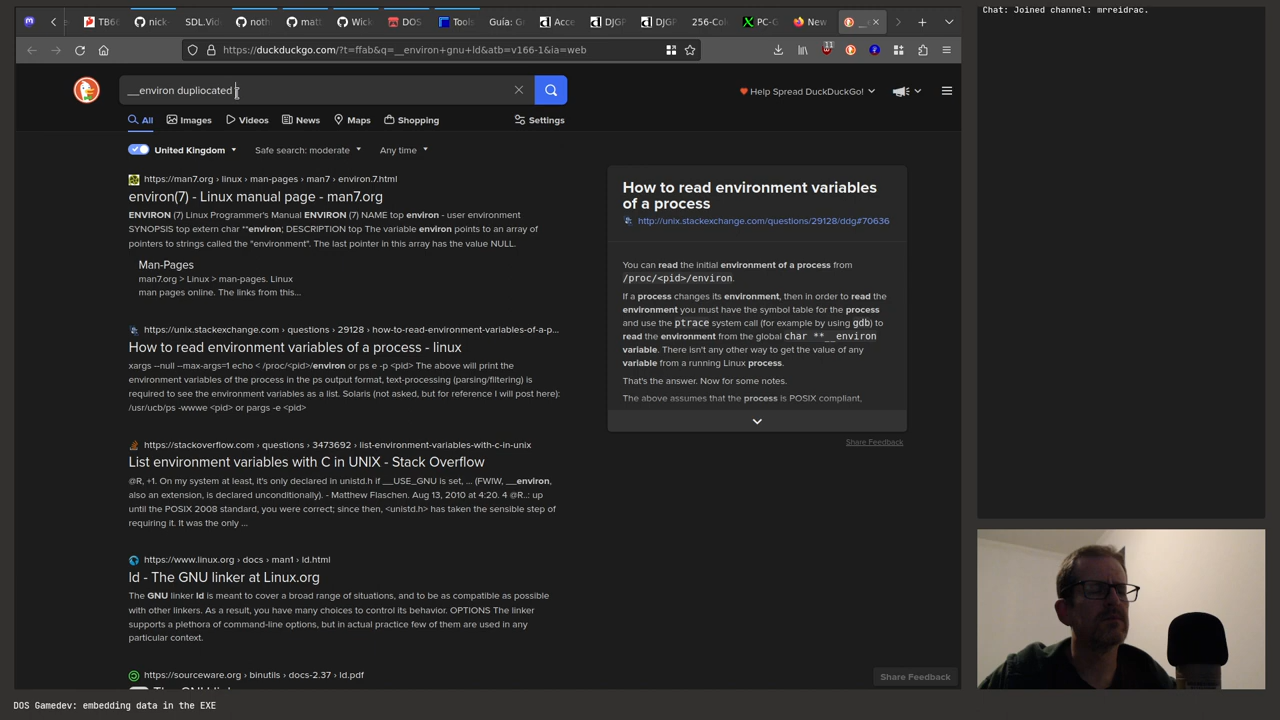 TB66
nick-
SDL.Vide
noth
matt
Wick
DOS
Tools
Guía: Gr
Acce
DJGP
DJGP
256-Col
PC-G
New
Chat: Joined channel: mrreidrac.
https://duckduckgo.com/?t=ffab&q=__environ+gnu+ld&atb=v166-1&ia=web
11
__environ dupliocated
Help Spread DuckDuckGo!
All
Images
Videos
News
Maps
Shopping
Settings
United Kingdom
Safe search: moderate
Any time
https://man7.org › linux › man-pages › man7 › environ.7.html
environ(7) - Linux manual page - man7.org
ENVIRON (7) Linux Programmer's Manual ENVIRON (7) NAME top environ - user environment
SYNOPSIS top extern char **environ; DESCRIPTION top The variable environ points to an array of
pointers to strings called the "environment". The last pointer in this array has the value NULL.
Man-Pages
man7.org > Linux > man-pages. Linux
man pages online. The links from this...
https://unix.stackexchange.com › questions › 29128 › how-to-read-environment-variables-of-a-p...
How to read environment variables of a process - linux
xargs --null --max-args=1 echo < /proc/<pid>/environ or ps e -p <pid> The above will print the
environment variables of the process in the ps output format, text-processing (parsing/filtering) is
required to see the environment variables as a list. Solaris (not asked, but for reference I will post here):
/usr/ucb/ps -wwwe <pid> or pargs -e <pid>
https://stackoverflow.com › questions › 3473692 › list-environment-variables-with-c-in-unix
List environment variables with C in UNIX - Stack Overflow
@R, +1. On my system at least, it's only declared in unistd.h if __USE_GNU is set, ... (FWIW, __environ,
also an extension, is declared unconditionally). - Matthew Flaschen. Aug 13, 2010 at 4:20. 4 @R..: up
until the POSIX 2008 standard, you were correct; since then, <unistd.h> has taken the sensible step of
requiring it. It was the only ...
https://www.linux.org › docs › man1 › ld.html
ld - The GNU linker at Linux.org
The GNU linker ld is meant to cover a broad range of situations, and to be as compatible as possible
with other linkers. As a result, you have many choices to control its behavior. OPTIONS The linker
supports a plethora of command-line options, but in actual practice few of them are used in any
particular context.
https://sourceware.org › binutils › docs-2.37 › ld.pdf
How to read environment variables
of a process
http://unix.stackexchange.com/questions/29128/ddg#70636
You can read the initial environment of a process from
/proc/<pid>/environ.
If a process changes its environment, then in order to read the
environment you must have the symbol table for the process
and use the ptrace system call (for example by using gdb) to
read the environment from the global char **__environ
variable. There isn't any other way to get the value of any
variable from a running Linux process.
That's the answer. Now for some notes.
The above assumes that the process is POSIX compliant,
Share Feedback
Share Feedback
DOS Gamedev: embedding data in the EXE